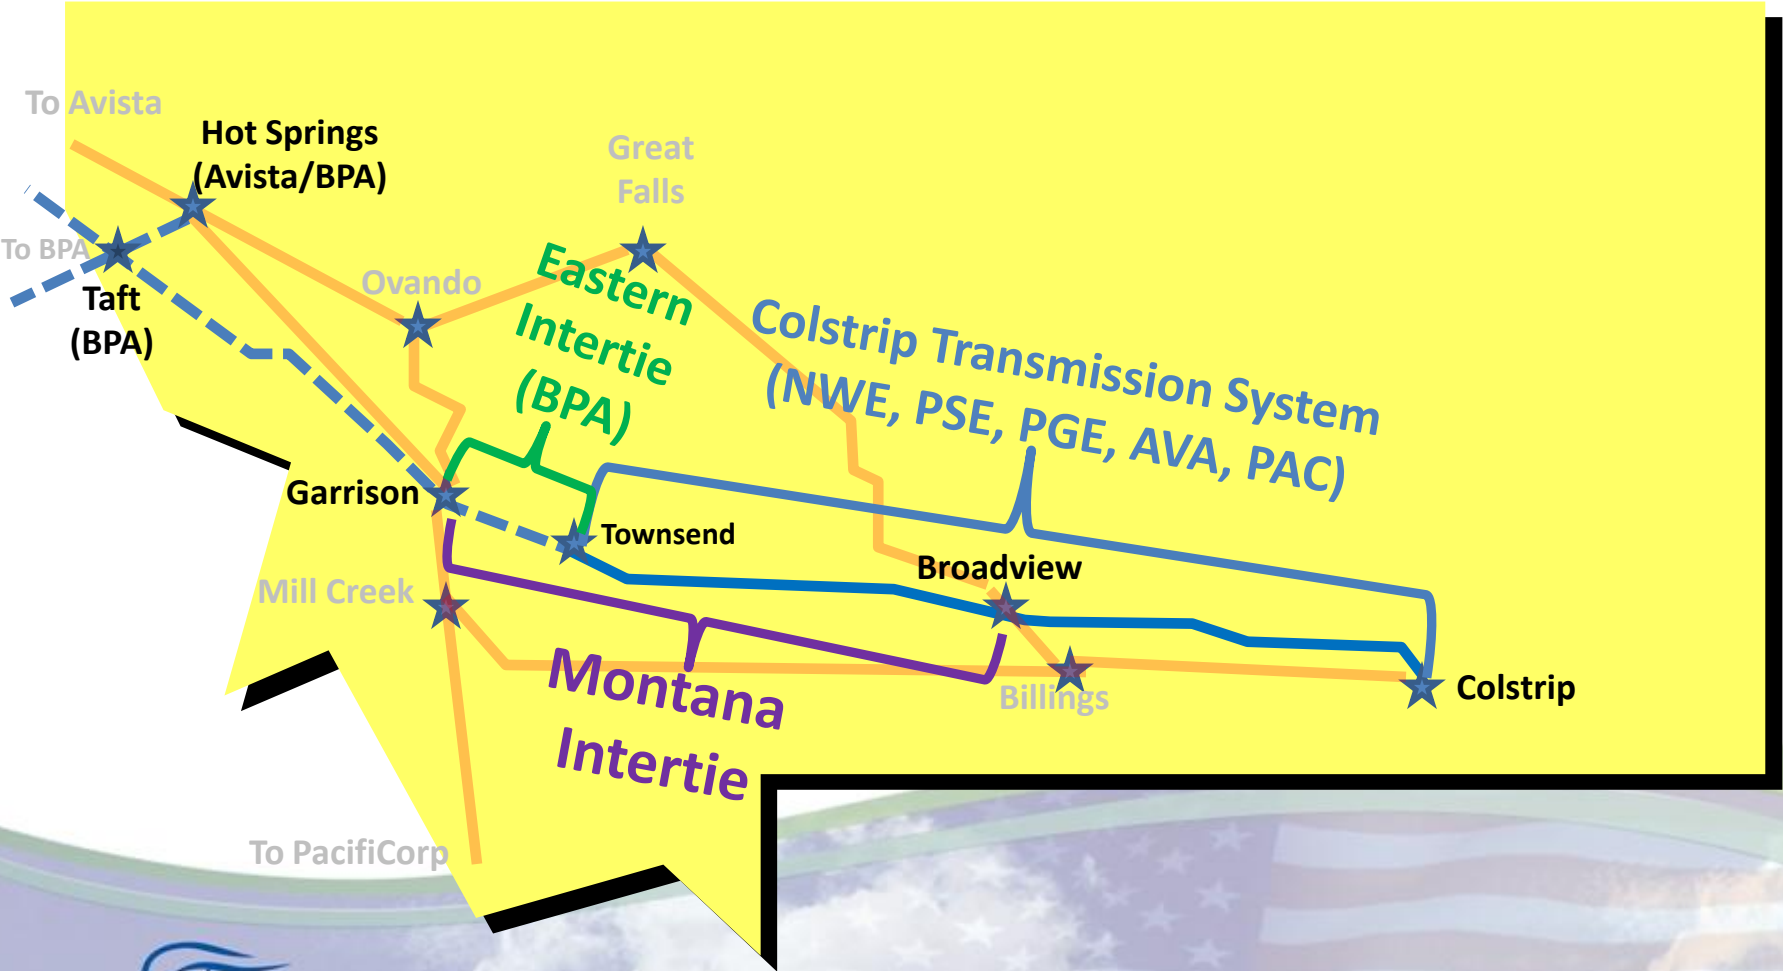 To Avista
Hot Springs
(Avista/BPA)
Great
Falls
To BPA
Taft
(BPA)
Ovando
Eastern
Intertie
(BPA)
Colstrip Transmission System
(NWE, PSE, PGE, AVA, PAC)
Garrison
Townsend
Broadview
Mill Creek
Montana
Intertie
Billings
Colstrip
To PacifiCorp